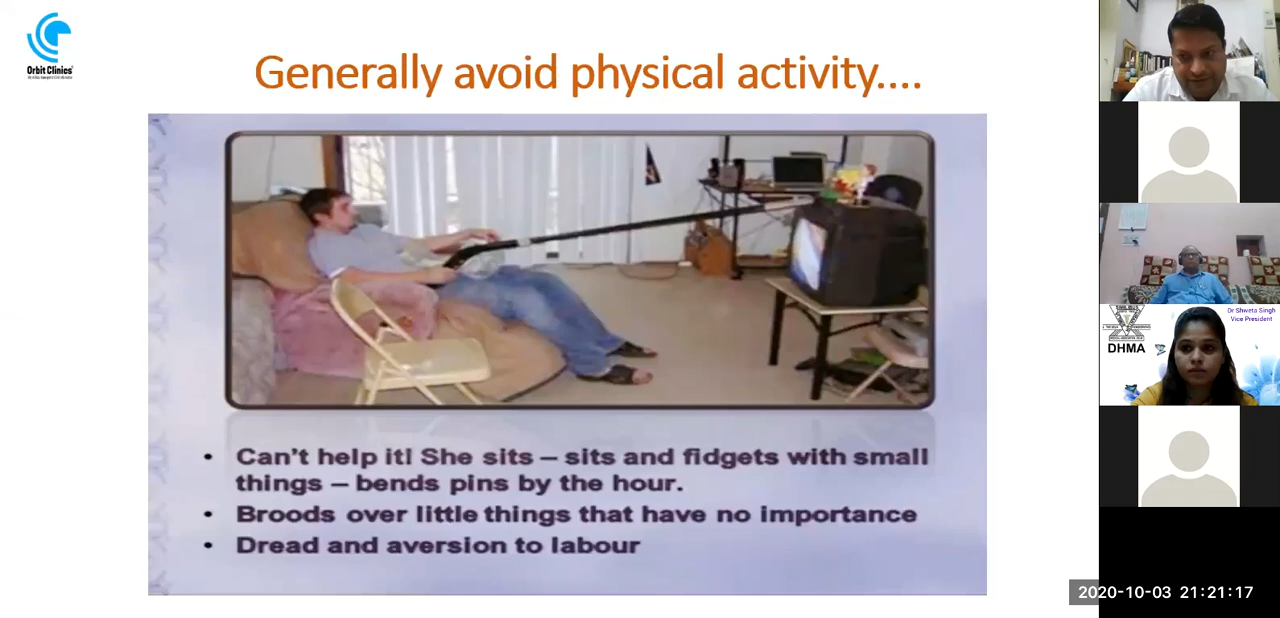 Orbit Clinics
Generally avoid physical activity....
• Can't help it! She sits – sits and fidgets with small
things – bends pins by the hour.
• Broods over little things that have no importance
• Dread and aversion to labour
Dr Shweta Singh
Vice President
DHMA
2020-10-03 21:21:17